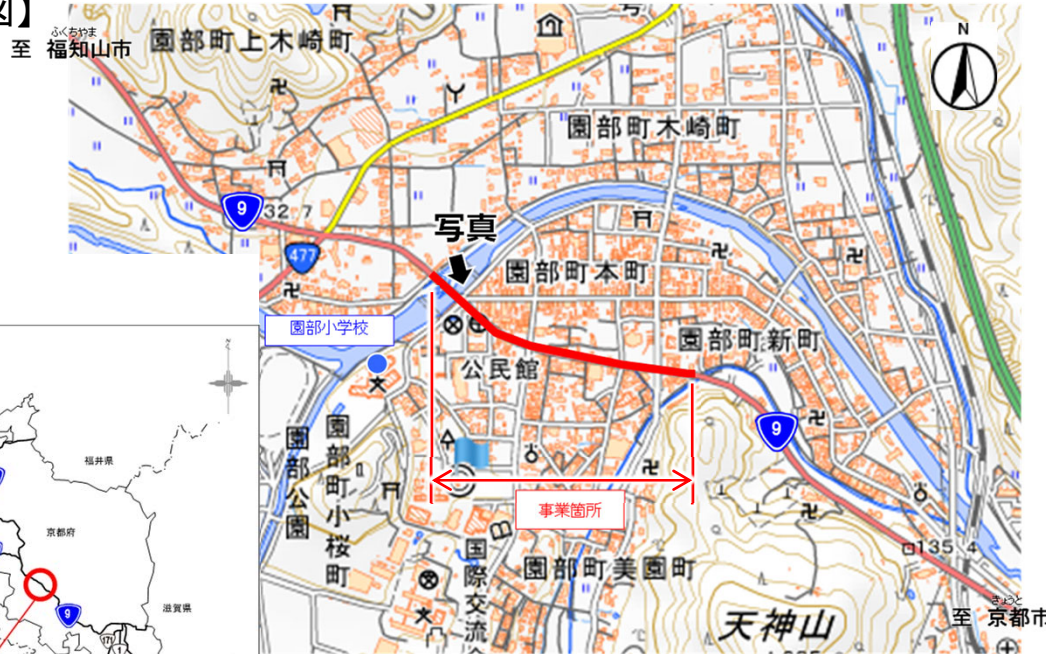 図】
ふくちやま
至 福知山市
園部町上木崎町
N
園部町木崎町
9
32.7
477
写真
園部町本町
園部小学校
園部町新町
公民館
9
園部公園
園部町小桜町
事業箇所
国際交流会
園部町美園町
135.4
天神山
きょうと
至 京都市
福井県
京都府
9
滋賀県